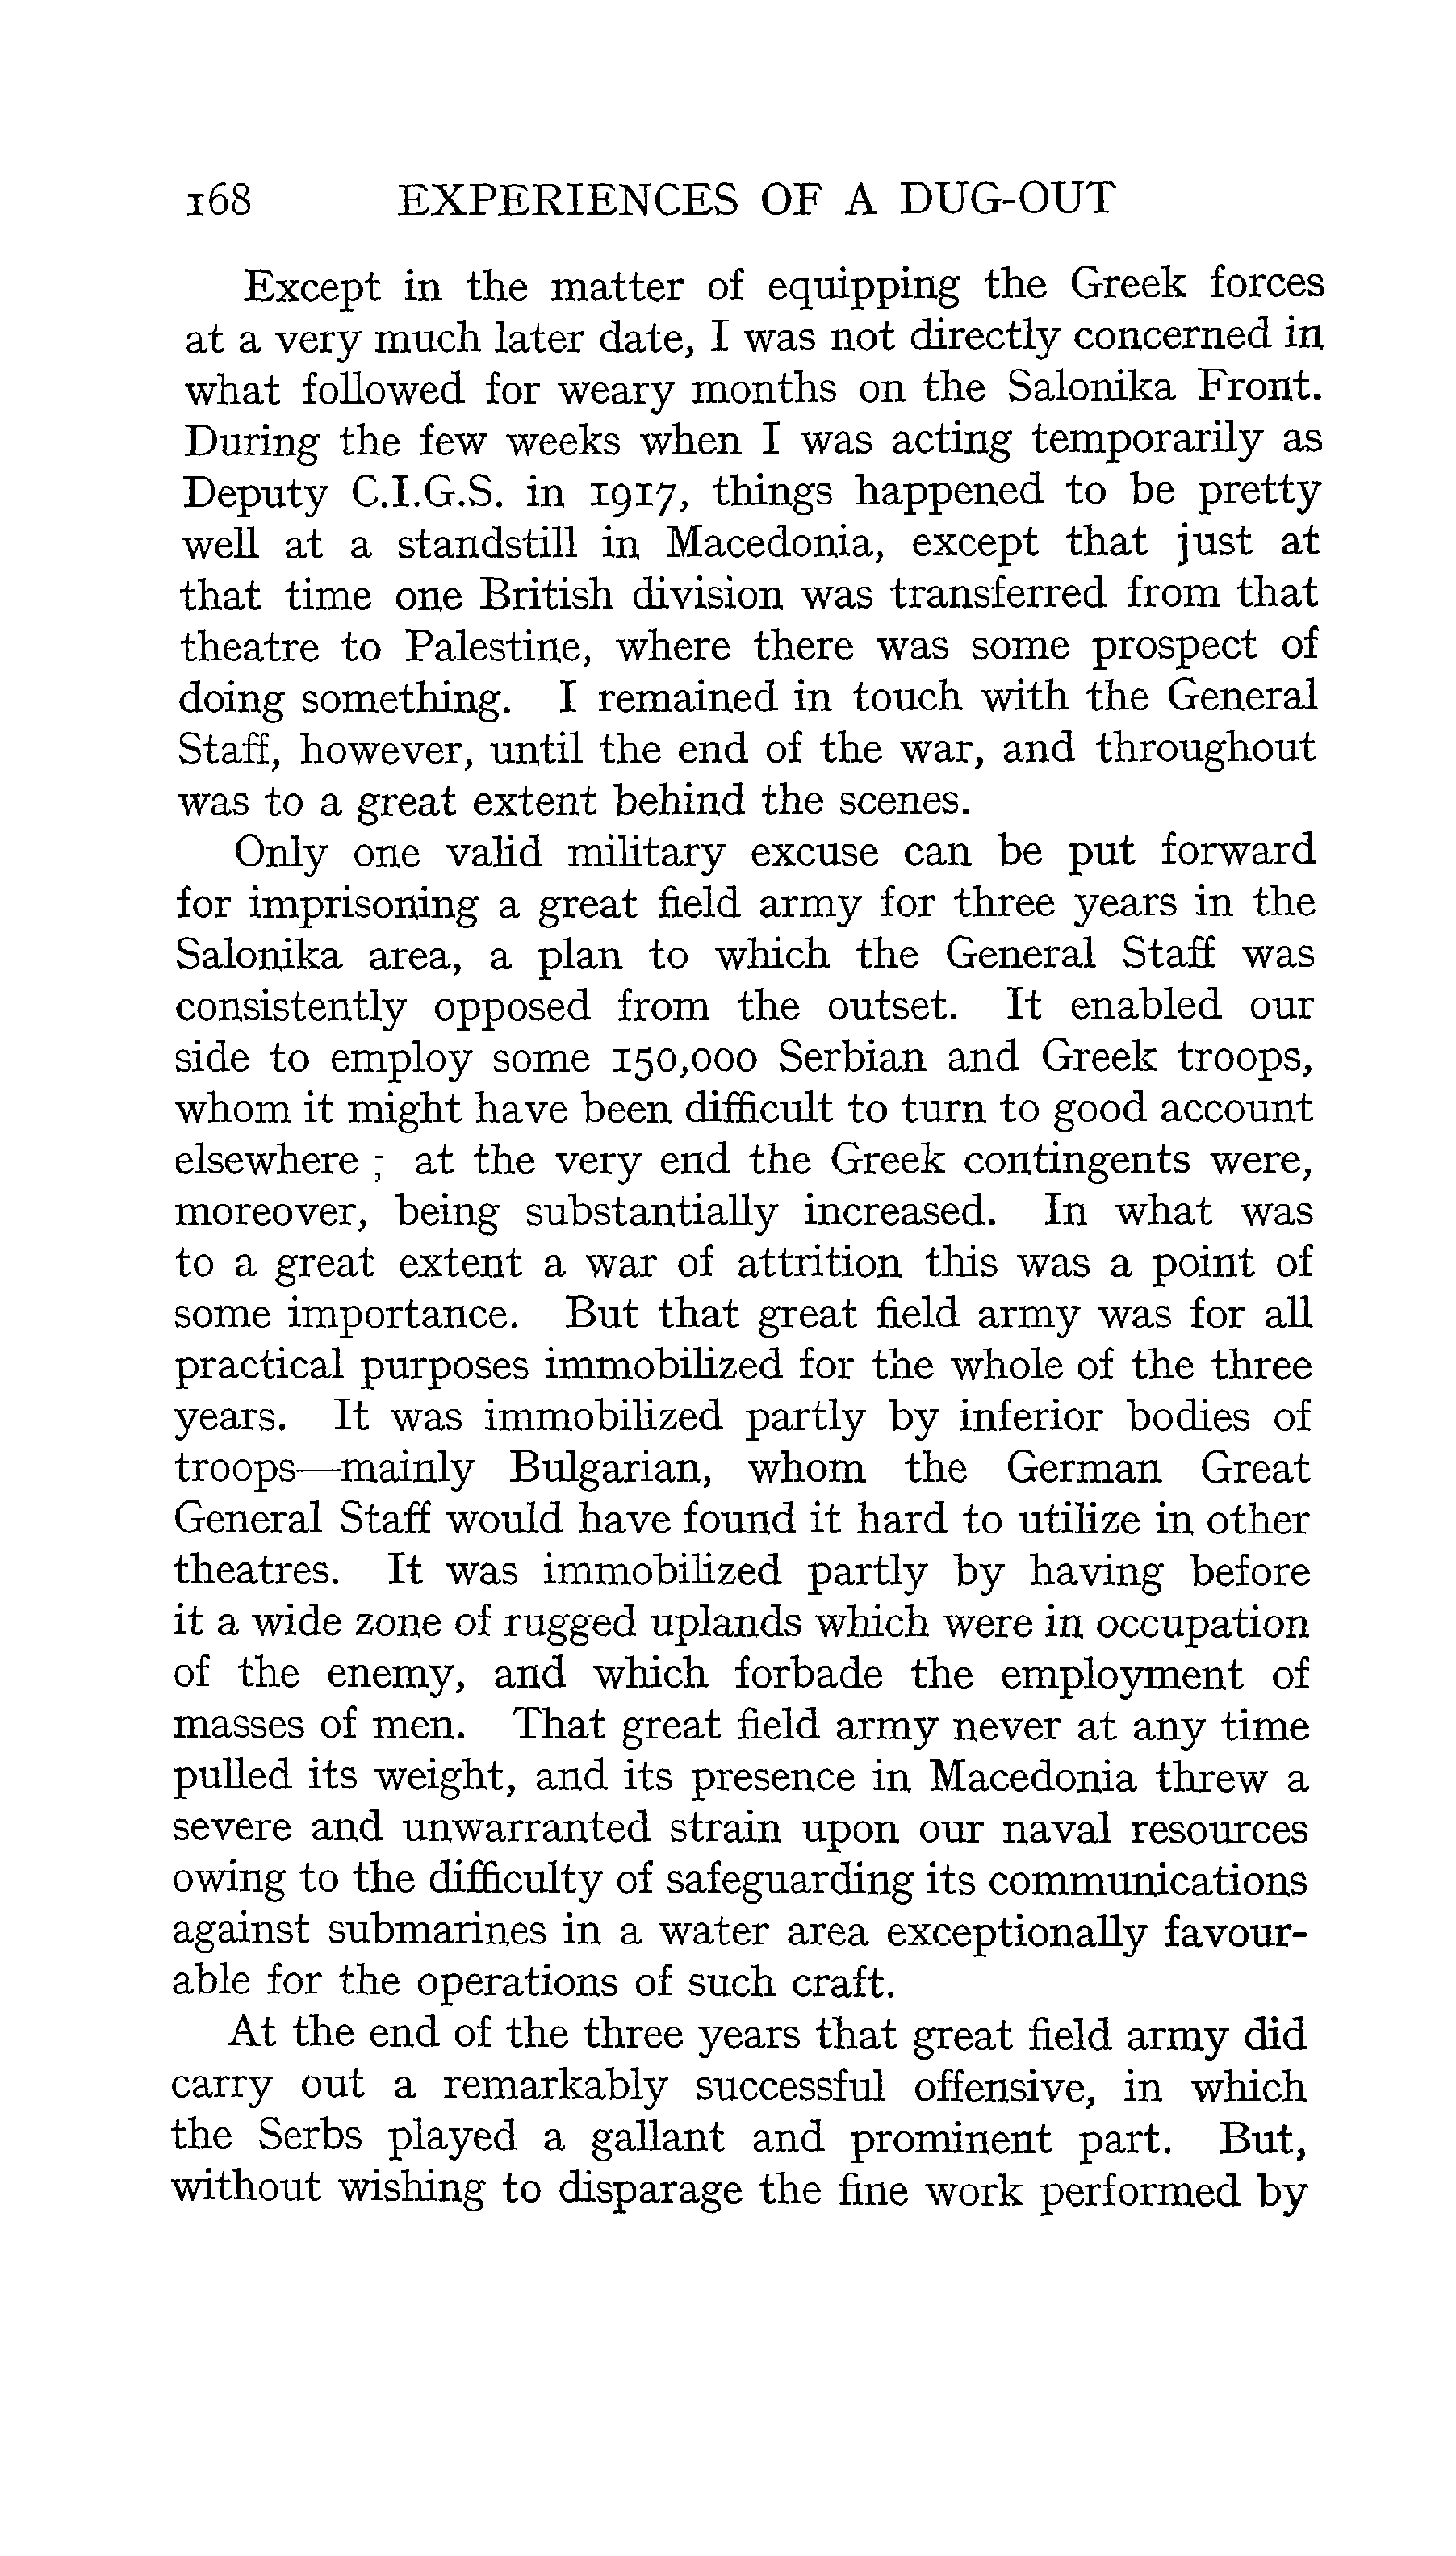 168 EXPERIENCES OF A DUG-OUT
Except in the matter of equipping the Greek forces
at a very much later date, I was not directly concerned in
what followed for weary months on the Salonika Front.
During the few weeks when I was acting temporarily as
Deputy C.I.G.S. in 1917, things happened to be pretty
well at a standstill in Macedonia, except that just at
that time one British division was transferred from that
theatre to Palestine, where there was some prospect of
doing something. I remained in touch with the General
Staff, however, until the end of the war, and throughout
was to a great extent behind the scenes.
Only one valid military excuse can be put forward
for imprisoning a great field army for three years in the
Salonika area, a plan to which the General Staff was
consistently opposed from the outset. It enabled our
side to employ some 150,000 Serbian and Greek troops,
whom it might have been difficult to turn to good account
elsewhere ; at the very end the Greek contingents were,
moreover, being substantially increased. In what was
to a great extent a war of attrition this was a point of
some importance. But that great field army was for all
practical purposes immobilized for the whole of the three
years. It was immobilized partly by inferior bodies of
troops—mainly Bulgarian, whom the German Great
General Staff would have found it hard to utilize in other
theatres. It was immobilized partly by having before
it a wide zone of rugged uplands which were in occupation
of the enemy, and which forbade the employment of
masses of men. That great field army never at any time
pulled its weight, and its presence in Macedonia threw a
severe and unwarranted strain upon our naval resources
owing to the difficulty of safeguarding its communications
against submarines in a water area exceptionally favour-
able for the operations of such craft.
At the end of the three years that great field army did
carry out a remarkably successful offensive, in which
the Serbs played a gallant and prominent part. But,
without wishing to disparage the fine work performed by